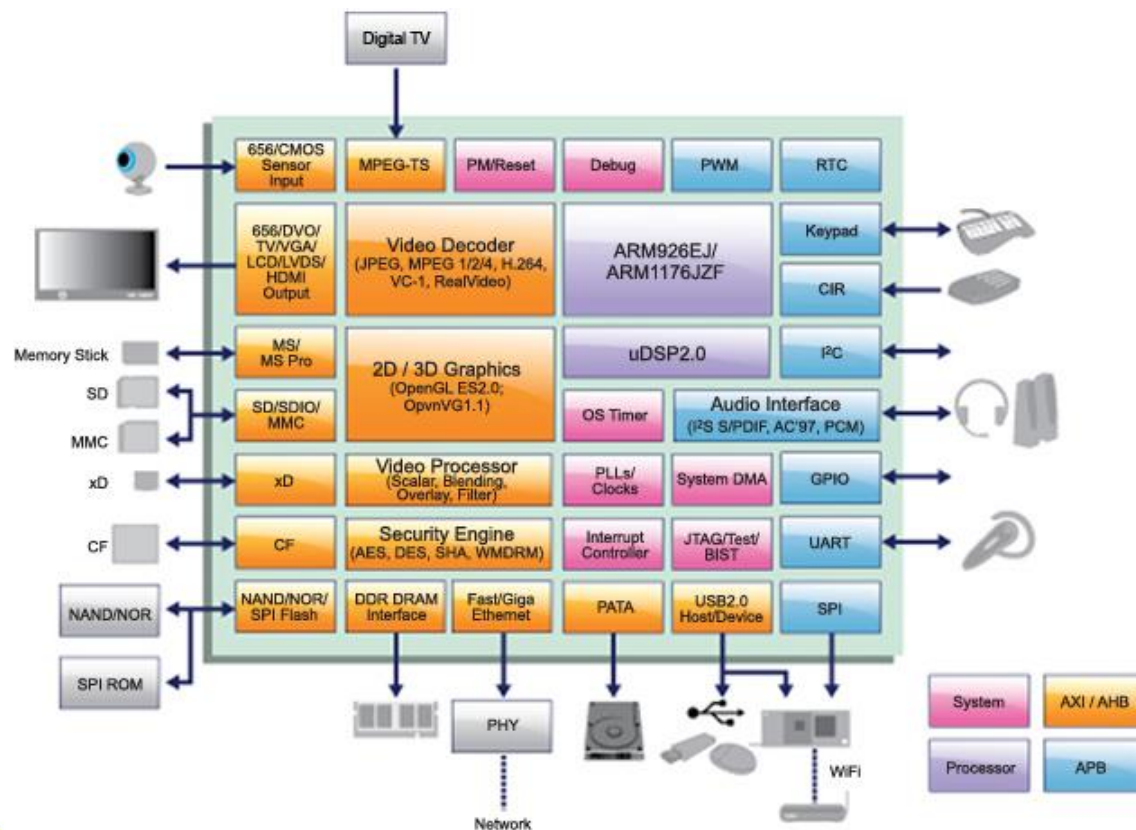 Digital TV
656/CMOS
Sensor
Input
MPEG-TS
PM/Reset
Debug
PWM
RTC
656/DVO/
TV/VGA/
LCD/LVDS/
HDMI
Output
Video Decoder
(JPEG, MPEG 1/2/4, H.264,
VC-1, RealVideo)
ARM926EJ/
ARM1176JZF
Keypad
CIR
Memory Stick
MS/
MS Pro
2D / 3D Graphics
(OpenGL ES2.0;
OpvnVG1.1)
uDSP2.0
I²C
SD
MMC
SD/SDIO/
MMC
OS Timer
Audio Interface
(I²S S/PDIF, AC'97, PCM)
xD
xD
Video Processor
(Scalar, Blending,
Overlay, Filter)
PLLs/
Clocks
System DMA
GPIO
CF
CF
Security Engine
(AES, DES, SHA, WMDRM)
Interrupt
Controller
JTAG/Test/
BIST
UART
NAND/NOR
NAND/NOR/
SPI Flash
DDR DRAM
Interface
Fast/Giga
Ethernet
PATA
USB2.0
Host/Device
SPI
SPI ROM
PHY
Network
WiFi
System
AXI / AHB
Processor
APB